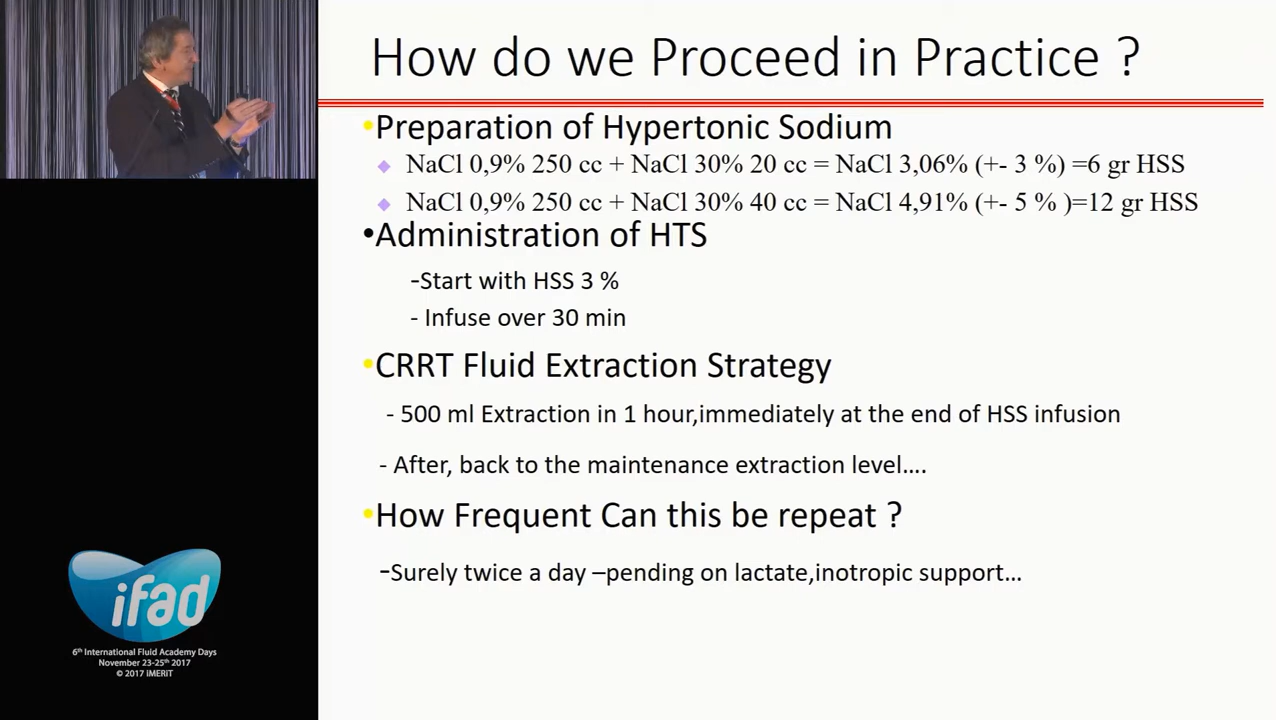 How do we Proceed in Practice ?
•Preparation of Hypertonic Sodium
◆ NaCl 0,9% 250 cc + NaCl 30% 20 cc = NaCl 3,06% (+- 3 %) =6 gr HSS
◆ NaCl 0,9% 250 cc + NaCl 30% 40 cc = NaCl 4,91% (+- 5 % )=12 gr HSS
•Administration of HTS
-Start with HSS 3 %
- Infuse over 30 min
•CRRT Fluid Extraction Strategy
- 500 ml Extraction in 1 hour,immediately at the end of HSS infusion
- After, back to the maintenance extraction level….
•How Frequent Can this be repeat ?
-Surely twice a day –pending on lactate,inotropic support…
ifad
6th International Fluid Academy Days
November 23-25th 2017
© 2017 iMERiT